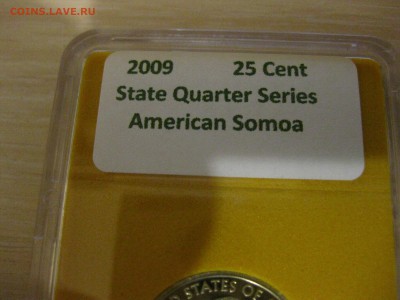 COINS.LAVE.RU
2009 25 Cent
State Quarter Series
American Somoa
STATES OF